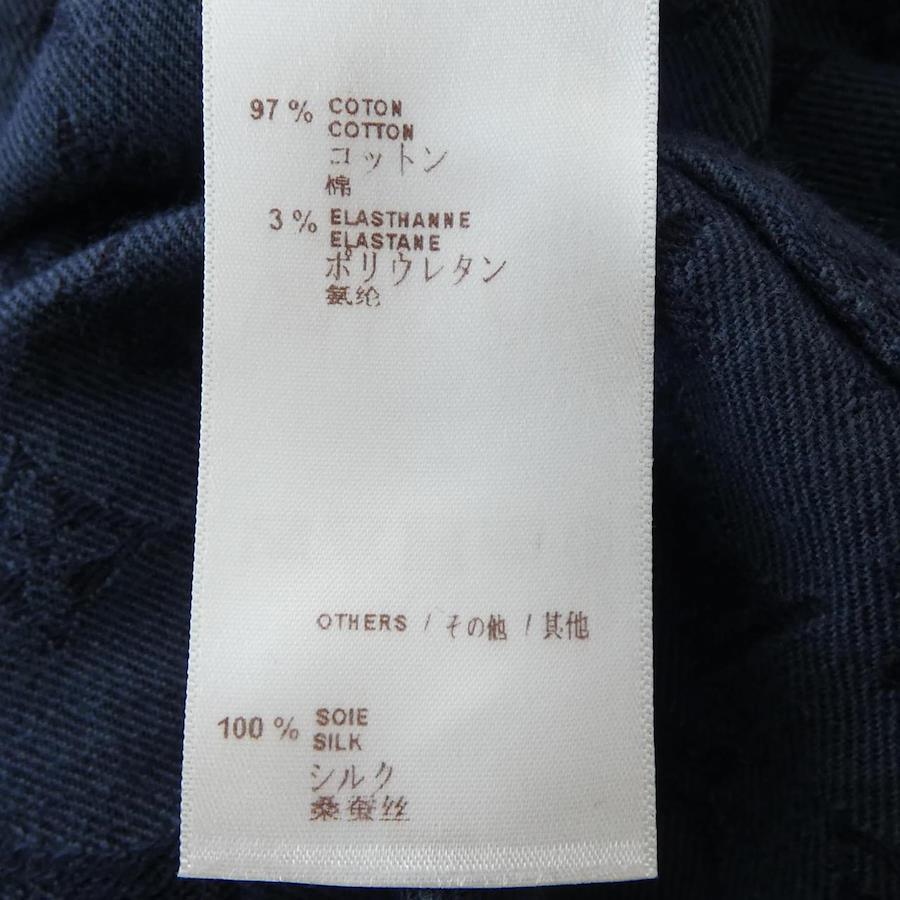 97 % COTON
COTTON
コットン
棉
3 % ELASTHANNE
ELASTANE
ポリウレタン
氨纶
OTHERS / その他 / 其他
100 % SOIE
SILK
シルク
桑蚕丝